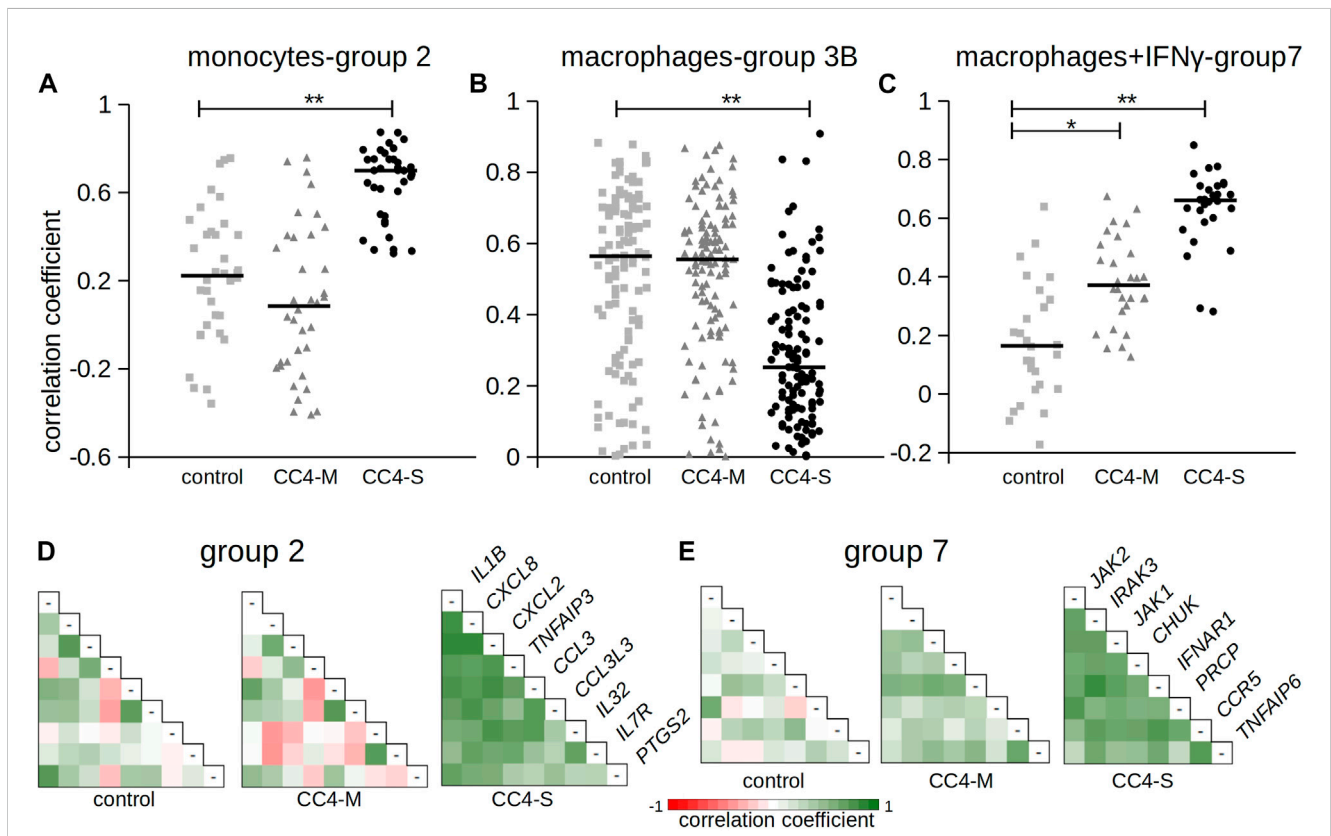 monocytes-group 2
macrophages-group 3B
macrophages+IFNγ-group7
A
B
C
correlation coefficient
1
0.6
0.2
-0.2
-0.6
**
control
CC4-M
CC4-S
1
0.8
0.6
0.4
0.2
0
**
control
CC4-M
CC4-S
1
0.8
0.6
0.4
0.2
0
-0.2
**
*
control
CC4-M
CC4-S
D
group 2
- - - - - - - - -
control
- - - - - - - - -
CC4-M
- - - - - - - - -
IL1B
CXCL8
CXCL2
TNFAIP3
CCL3
CCL3L3
IL32
IL7R
PTGS2
CC4-S
E
group 7
- - - - - - - -
control
- - - - - - - -
CC4-M
- - - - - - - -
JAK2
IRAK3
JAK1
CHUK
IFNAR1
PRCP
CCR5
TNFAIP6
CC4-S
-1 1
correlation coefficient